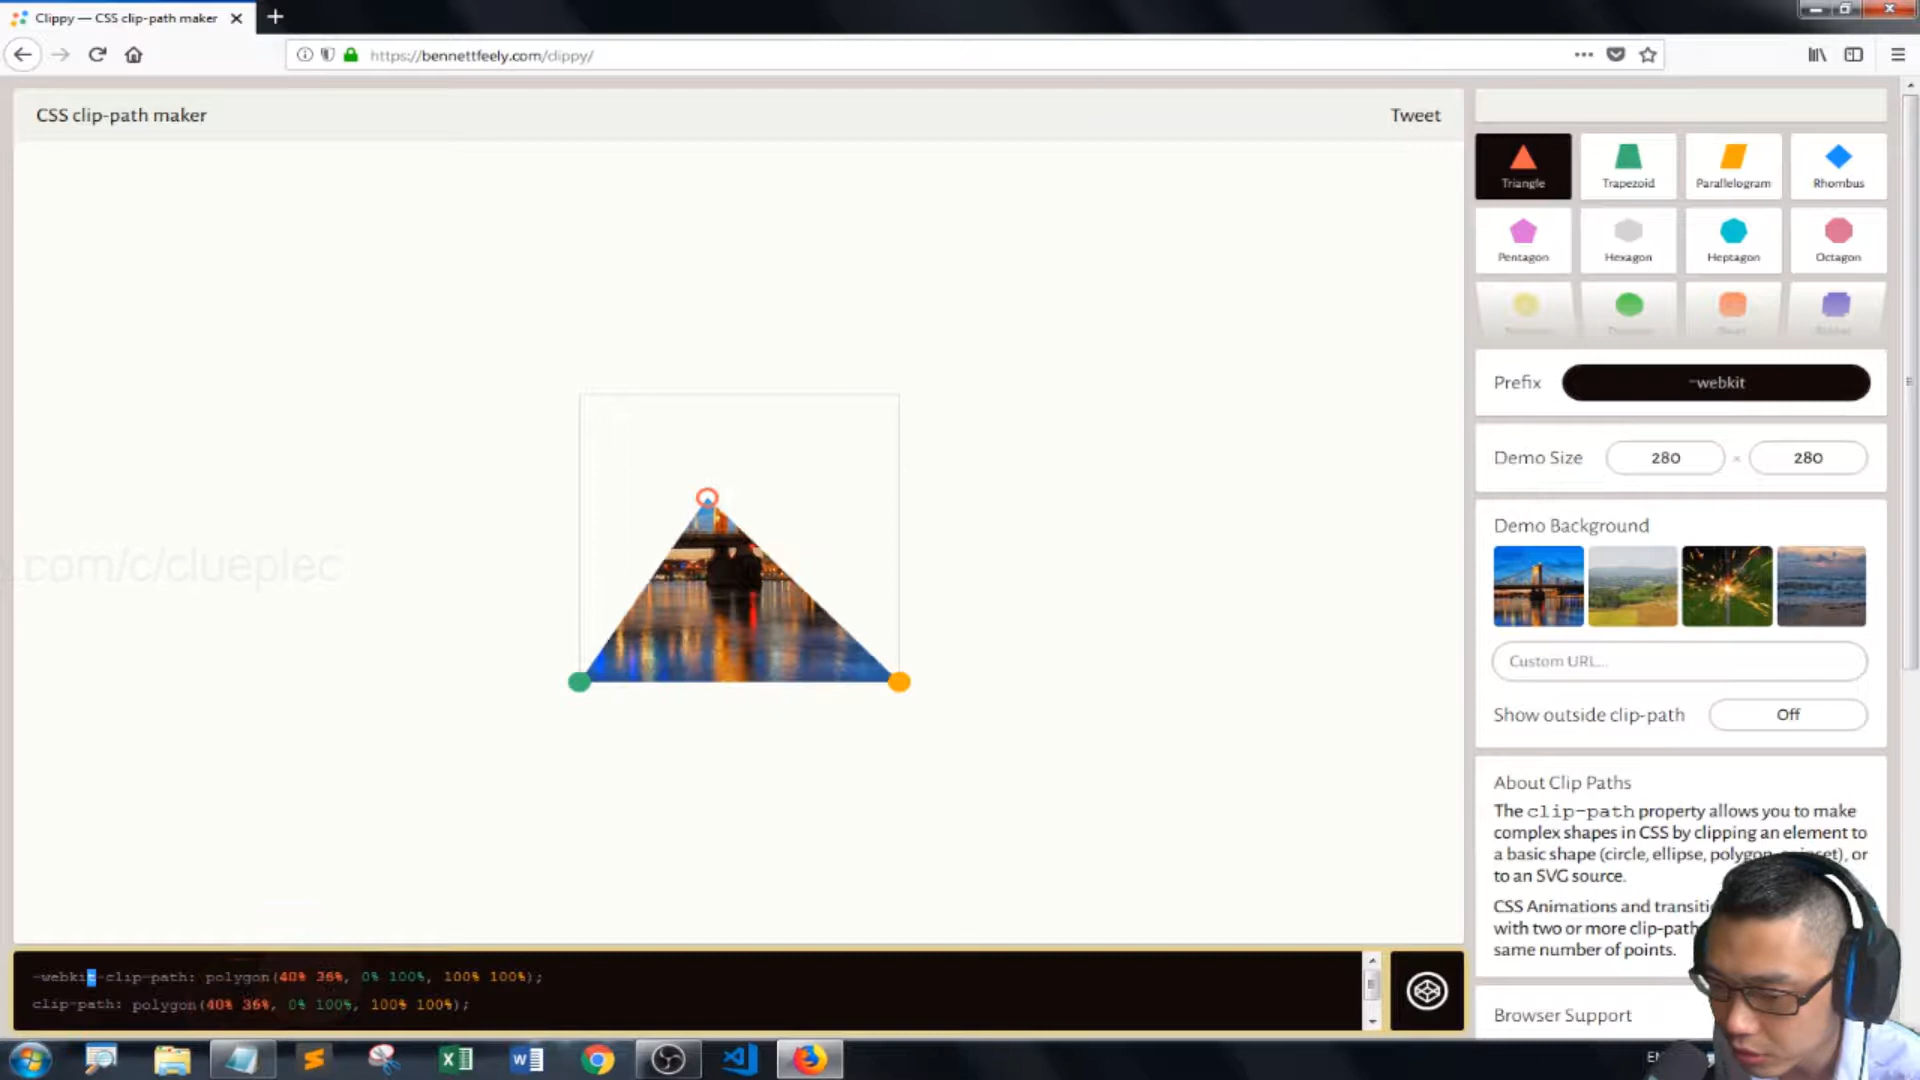 Clippy — CSS clip-path maker
https://bennettfeely.com/clippy/
CSS clip-path maker
Tweet
Triangle
Trapezoid
Parallelogram
Rhombus
Pentagon
Hexagon
Heptagon
Octagon
Prefix
-webkit
Demo Size
280
×
280
Demo Background
Custom URL...
Show outside clip-path
Off
.com/c/clueplec
About Clip Paths
The clip-path property allows you to make
complex shapes in CSS by clipping an element to
a basic shape (circle, ellipse, polygon, or inset), or
to an SVG source.
CSS Animations and transiti
with two or more clip-path
same number of points.
Browser Support
-webkit-clip-path: polygon(40% 36%, 0% 100%, 100% 100%);
clip-path: polygon(40% 36%, 0% 100%, 100% 100%);